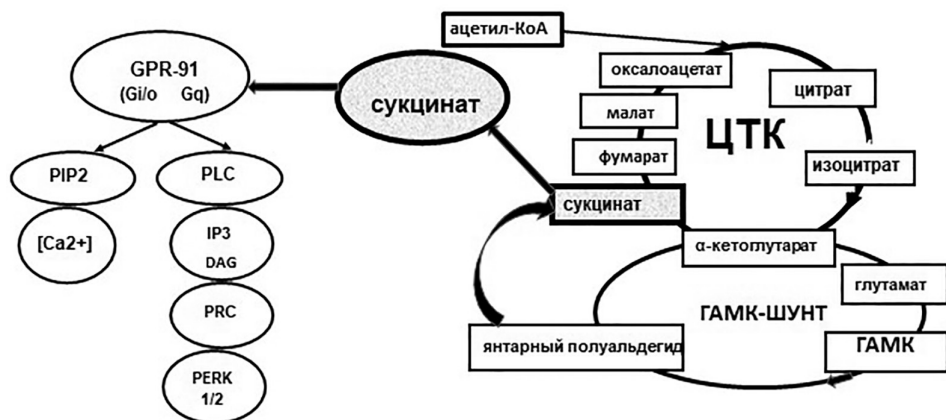 ацетил-КоА
GPR-91
(Gi/o Gq)
сукцинат
оксалоацетат
цитрат
малат
ЦТК
фумарат
изоцитрат
PIP2
PLC
сукцинат
[Ca2+]
IP3
DAG
α-кетоглутарат
глутамат
PRC
ГАМК-ШУНТ
янтарный полуальдегид
ГАМК
PERK
1/2